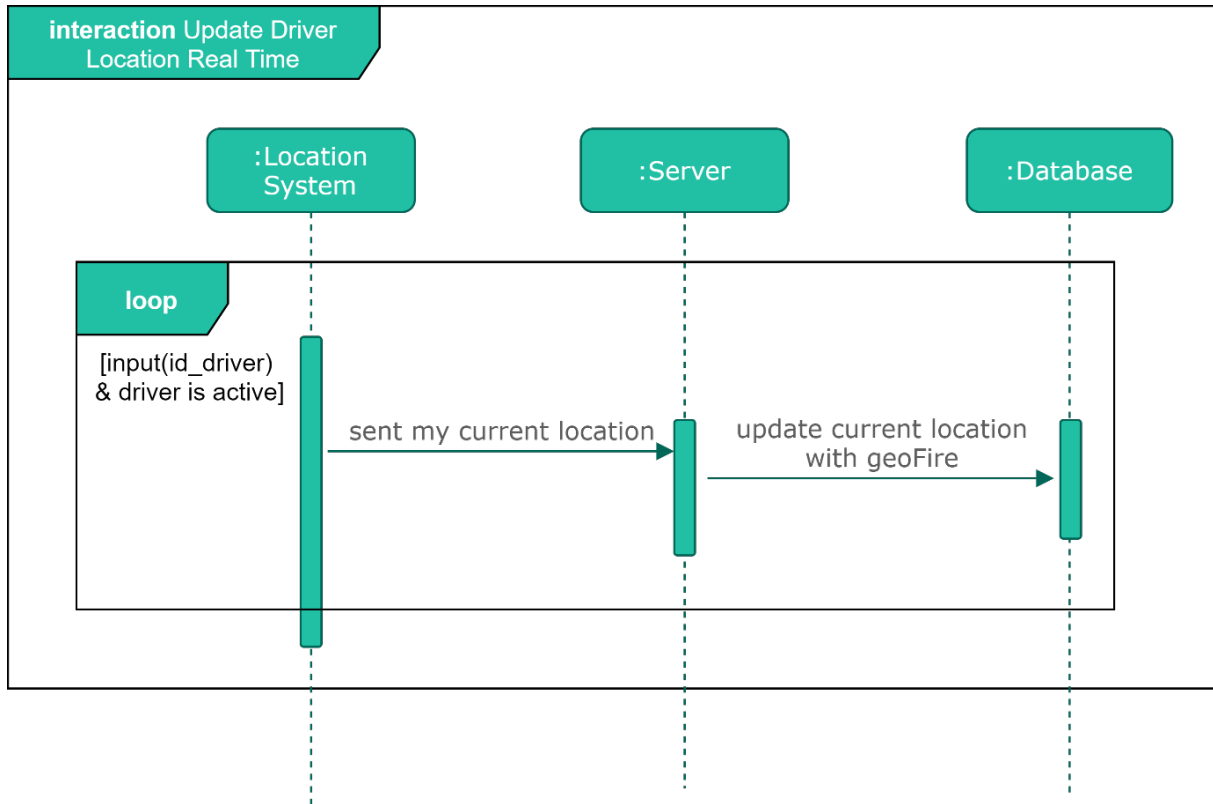 interaction Update Driver
Location Real Time
:Location
System
:Server
:Database
loop
[input(id_driver)
& driver is active]
sent my current location
update current location
with geoFire